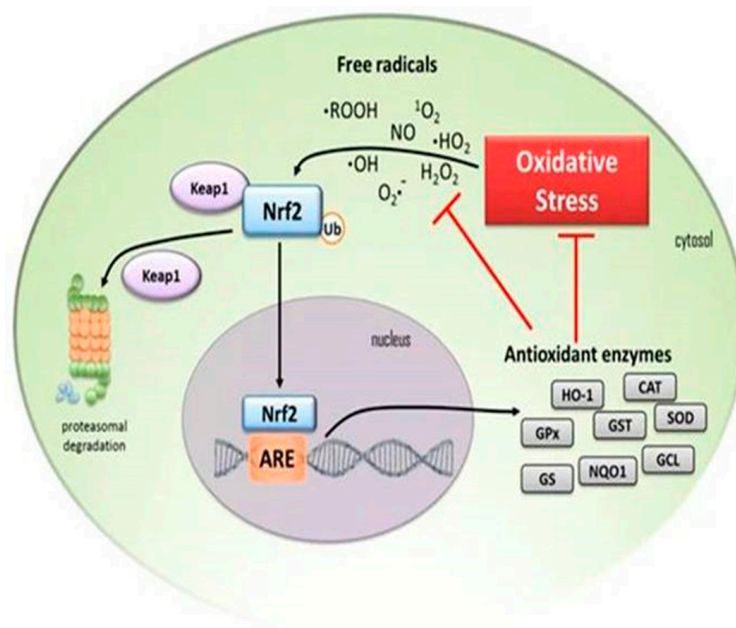 Free radicals
•ROOH
¹O₂
NO
•HO₂
•OH
H₂O₂
O₂•⁻
Oxidative
Stress
cytosol
Keap1
Nrf2
Ub
Keap1
proteasomal
degradation
nucleus
Nrf2
ARE
Antioxidant enzymes
HO-1
CAT
GPx
GST
SOD
GS
NQO1
GCL